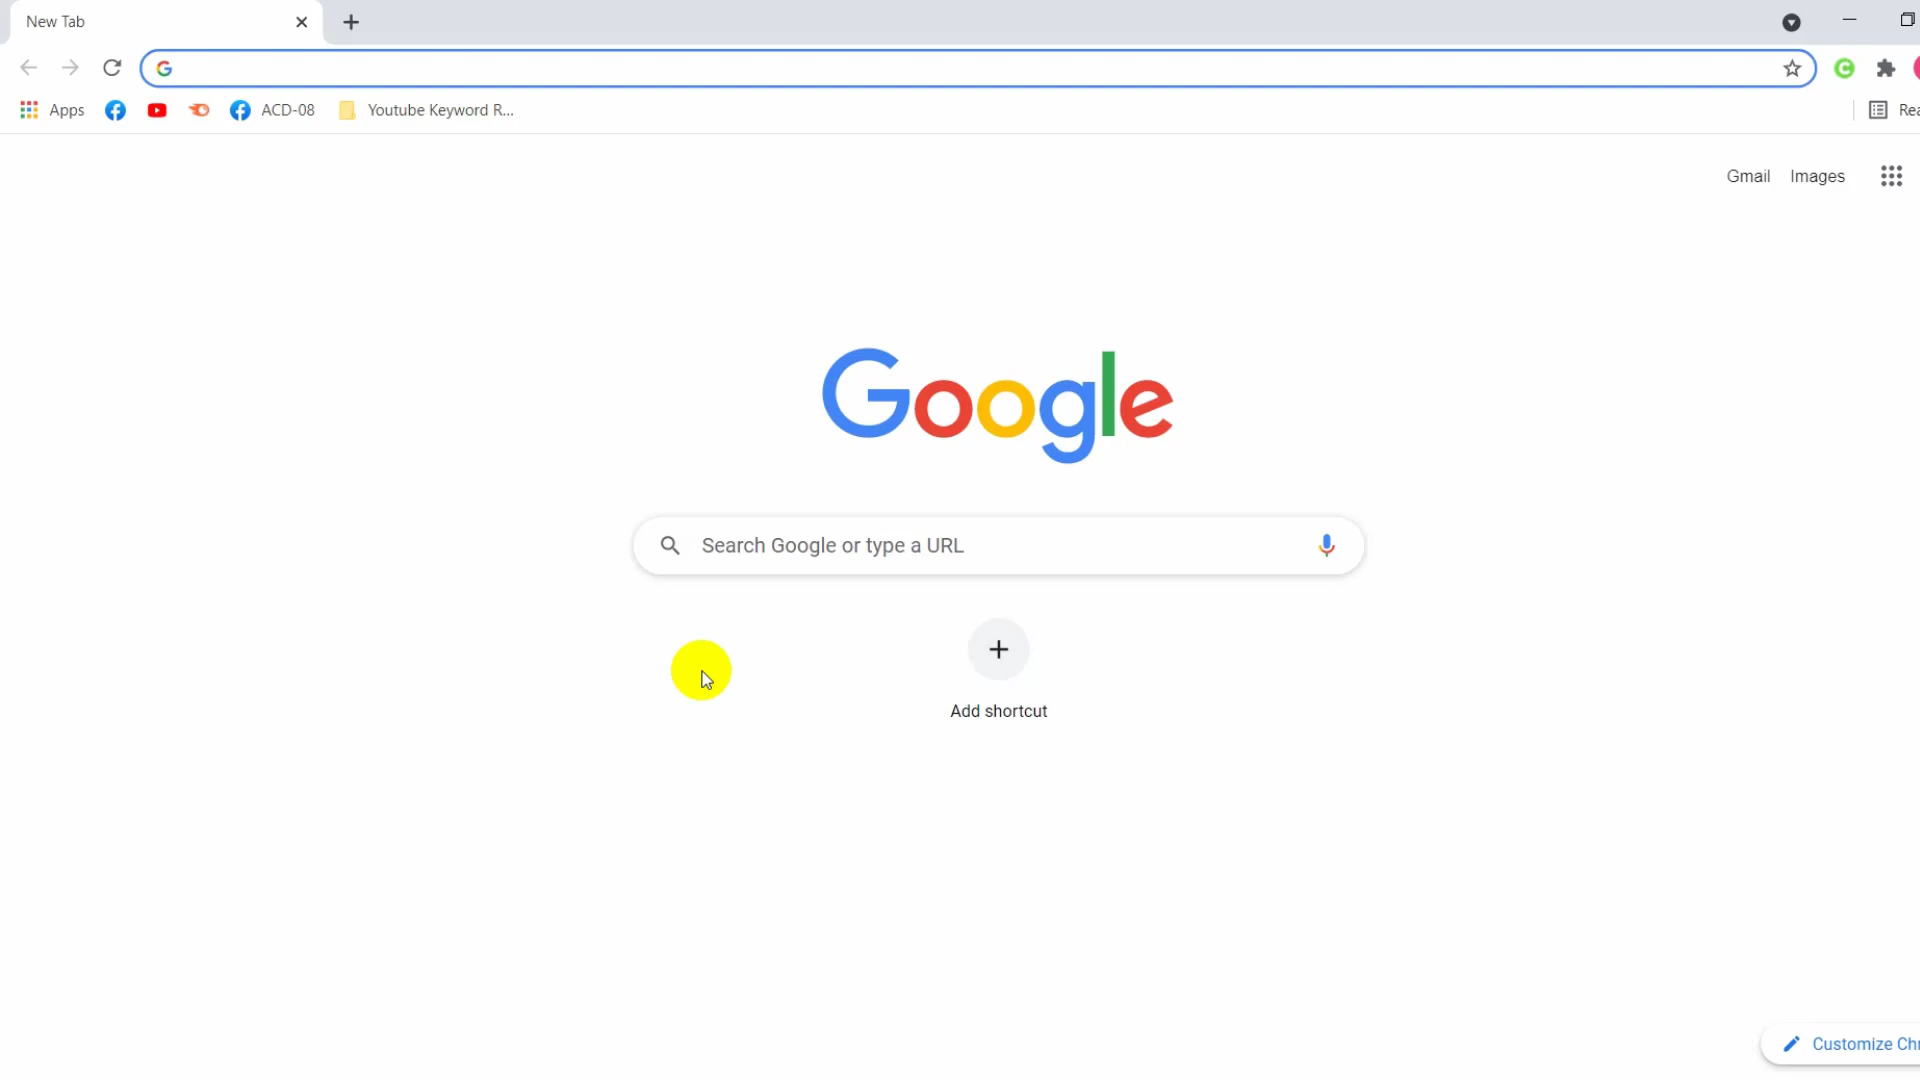 New Tab
Apps
ACD-08
Youtube Keyword R...
Rea
Gmail
Images
Google
Search Google or type a URL
Add shortcut
Customize Chr